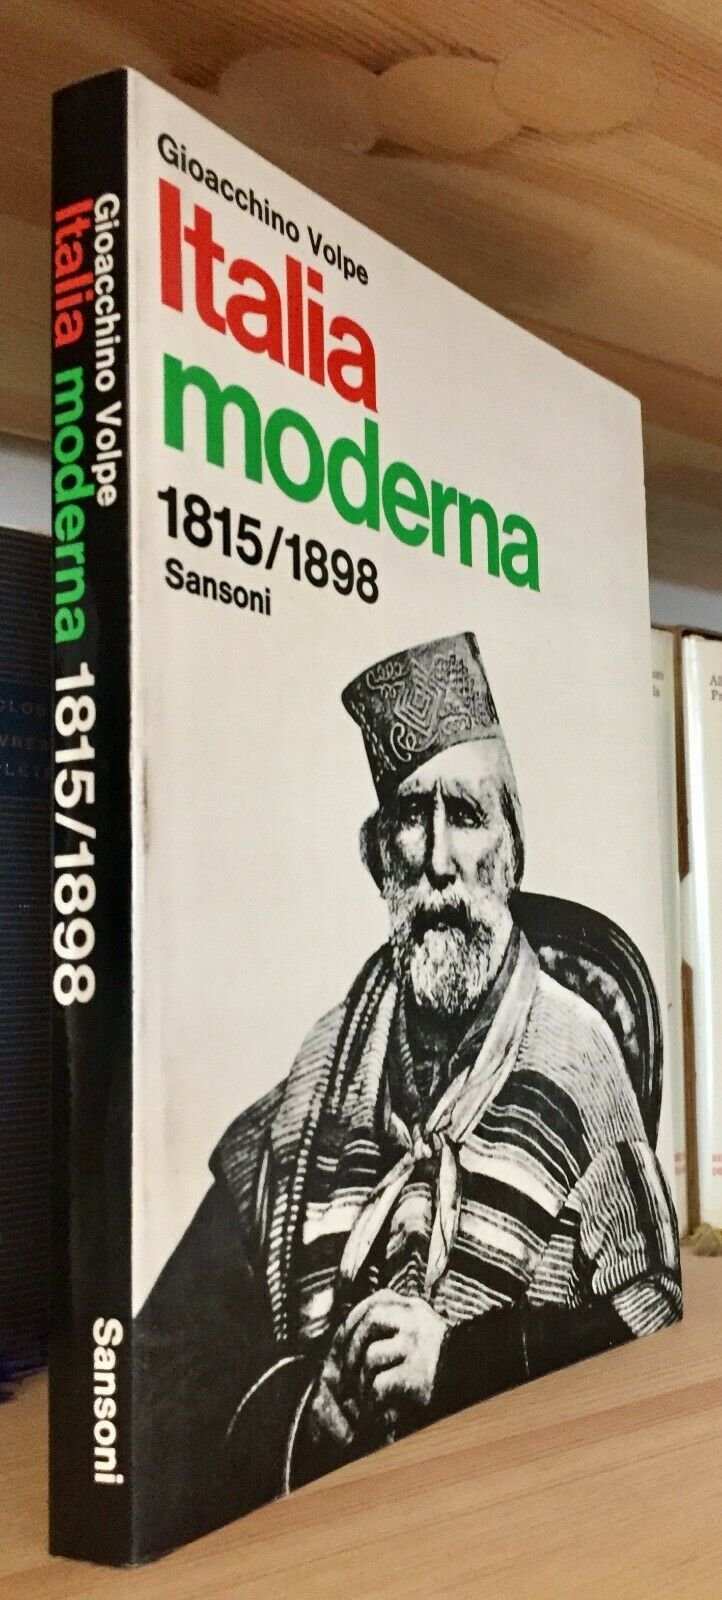 Gioacchino Volpe
Italia
moderna
1815/1898
Sansoni
Gioacchino Volpe
Italia moderna 1815/1898
Sansoni